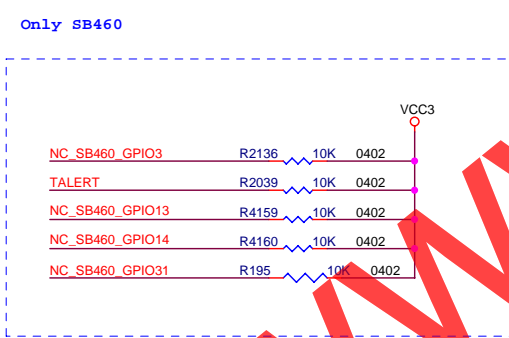 Only SB460
VCC3
NC_SB460_GPIO3 R2136 10K 0402
TALERT R2039 10K 0402
NC_SB460_GPIO13 R4159 10K 0402
NC_SB460_GPIO14 R4160 10K 0402
NC_SB460_GPIO31 R195 10K 0402